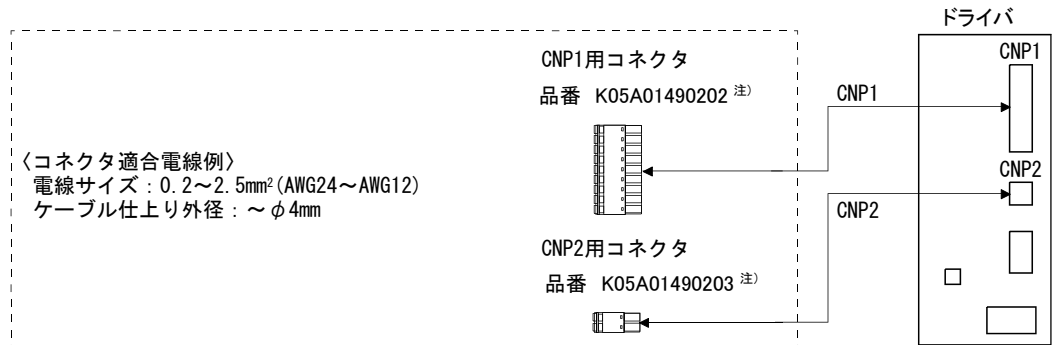 ドライバ
CNP1用コネクタ
品番 K05A01490202 注)
CNP1
CNP1
〈コネクタ適合電線例〉
電線サイズ：0.2～2.5mm²(AWG24～AWG12)
ケーブル仕上り外径：～φ4mm
CNP2
CNP2
CNP2用コネクタ
品番 K05A01490203 注)